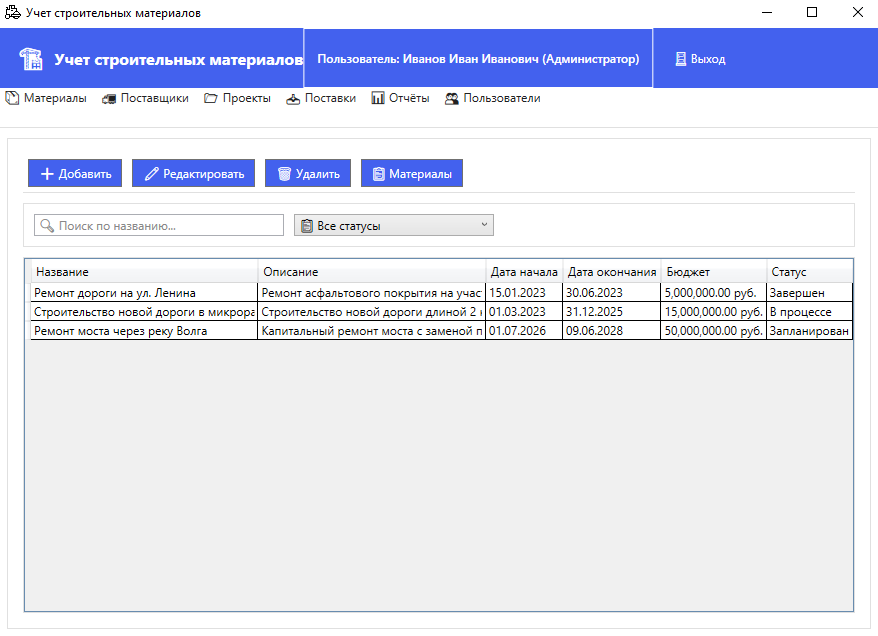 Учет строительных материалов
Учет строительных материалов Пользователь: Иванов Иван Иванович (Администратор) Выход
Материалы Поставщики Проекты Поставки Отчёты Пользователи
Добавить Редактировать Удалить Материалы
Поиск по названию... Все статусы
Название Описание Дата начала Дата окончания Бюджет Статус
Ремонт дороги на ул. Ленина Ремонт асфальтового покрытия на учас 15.01.2023 30.06.2023 5,000,000.00 руб. Завершен
Строительство новой дороги в микрора Строительство новой дороги длиной 2 01.03.2023 31.12.2025 15,000,000.00 руб. В процессе
Ремонт моста через реку Волга Капитальный ремонт моста с заменой п 01.07.2026 09.06.2028 50,000,000.00 руб. Запланирован